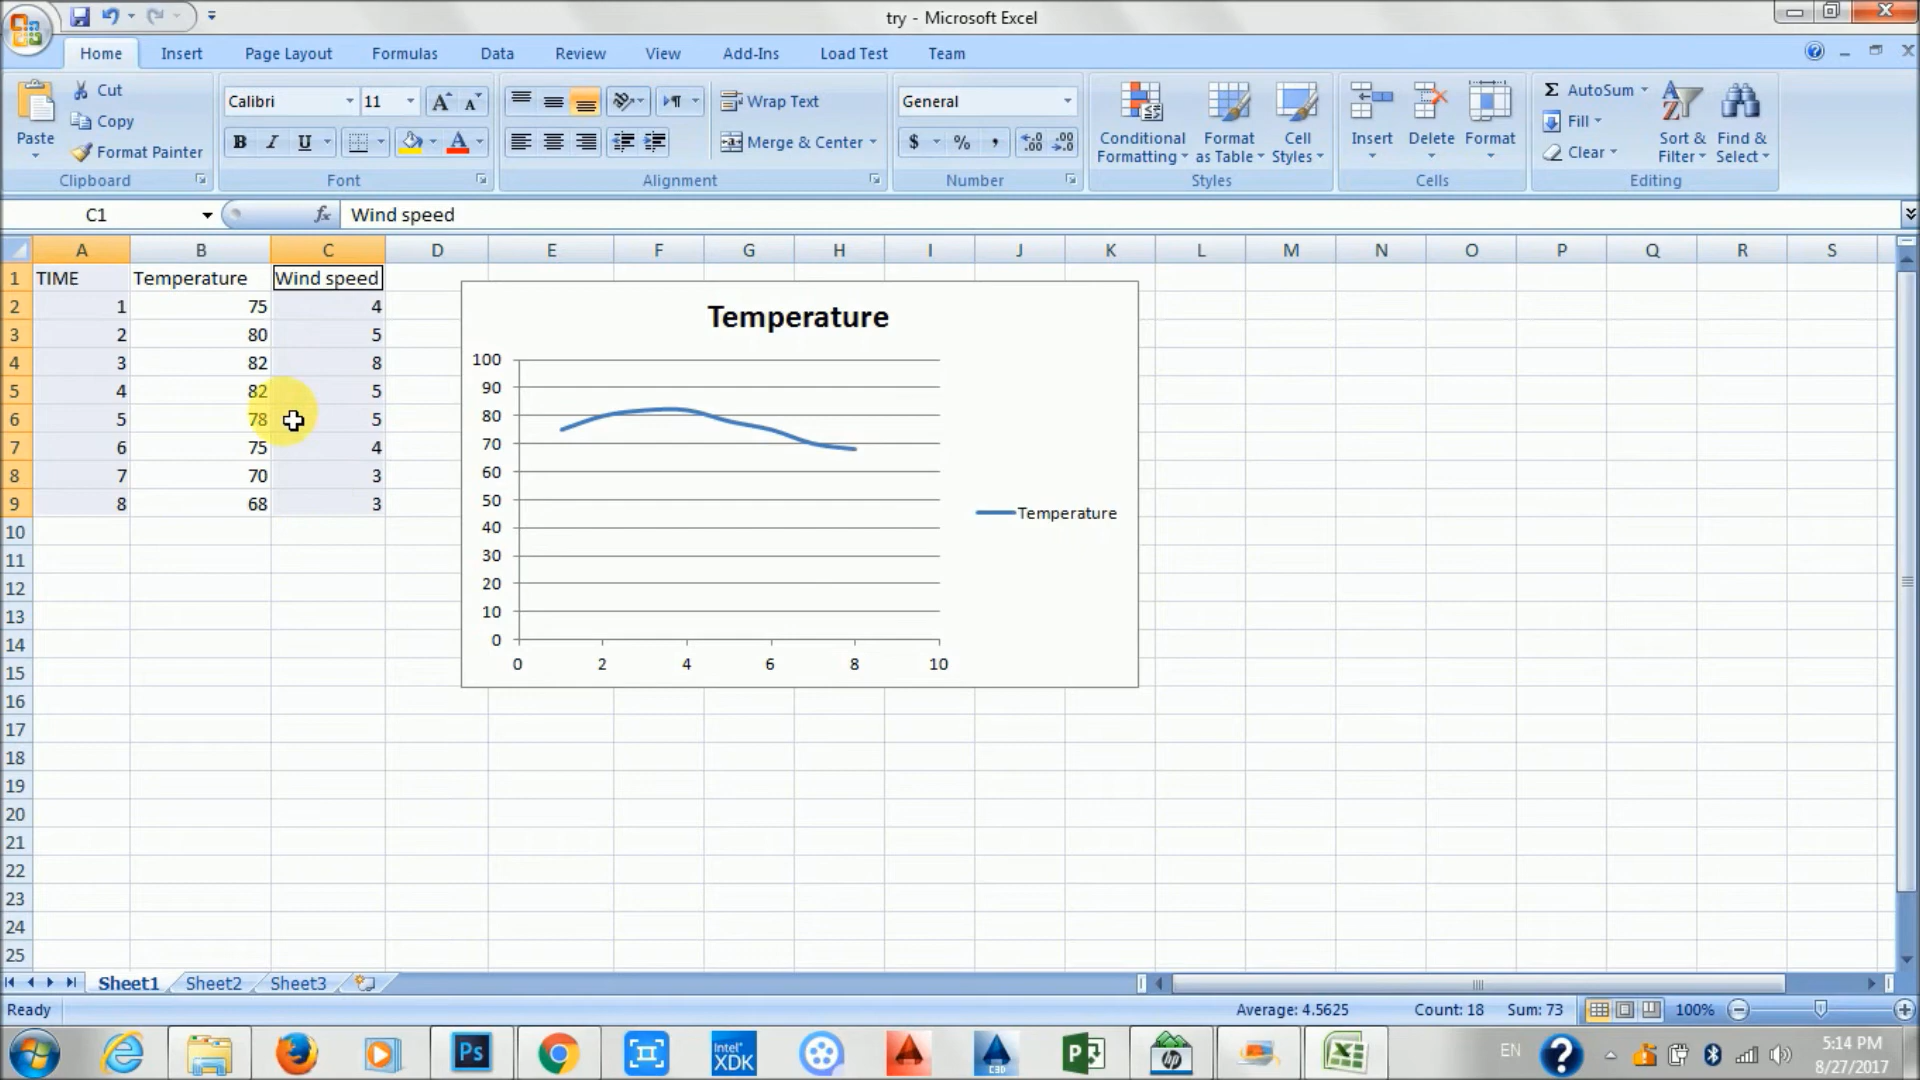 try - Microsoft Excel
Home Insert Page Layout Formulas Data Review View Add-Ins Load Test Team
Cut
Copy
Format Painter
Paste
Clipboard
Calibri 11
B I U
Font
Wrap Text
Merge & Center
Alignment
General
$ % ,
Number
Conditional Formatting
Format as Table
Cell Styles
Styles
Insert Delete Format
Cells
AutoSum
Fill
Clear
Sort & Filter
Find & Select
Editing
C1 fx Wind speed
A B C D E F G H I J K L M N O P Q R S
1 TIME Temperature Wind speed
2 1 75 4
3 2 80 5
4 3 82 8
5 4 82 5
6 5 78 5
7 6 75 4
8 7 70 3
9 8 68 3
10
11
12
13
14
15
16
17
18
19
20
21
22
23
24
25
Temperature
100
90
80
70
60
50
40
30
20
10
0
0 2 4 6 8 10
Temperature
Sheet1 Sheet2 Sheet3
Ready Average: 4.5625 Count: 18 Sum: 73 100%
Ps
Intel XDK
C3D
P
hp
EN
5:14 PM
8/27/2017